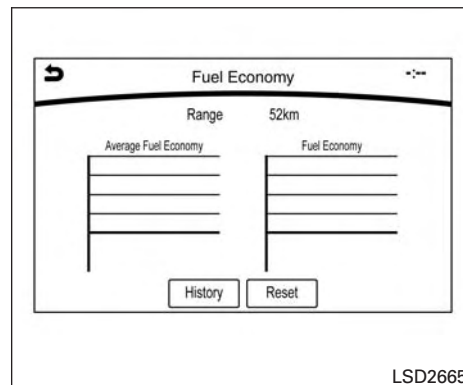 Fuel Economy -:--
Range 52km
Average Fuel Economy Fuel Economy
History Reset
LSD2665